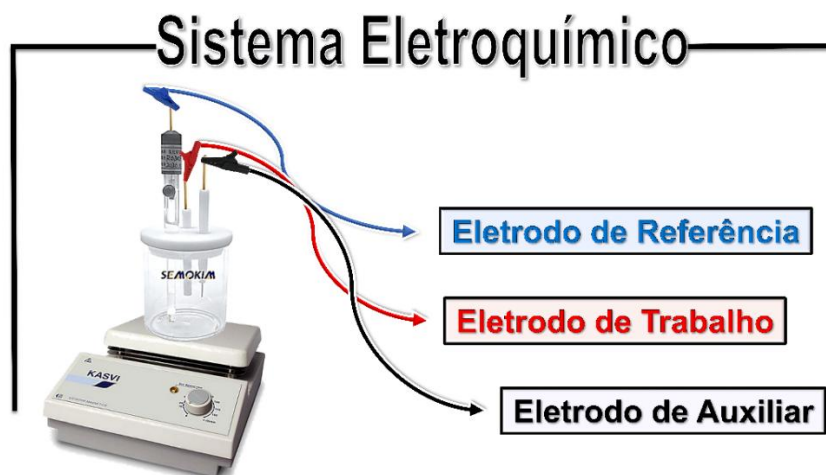 Sistema Eletroquímico
Eletrodo de Referência
SEMOKIM
Eletrodo de Trabalho
KASVI
Eletrodo de Auxiliar